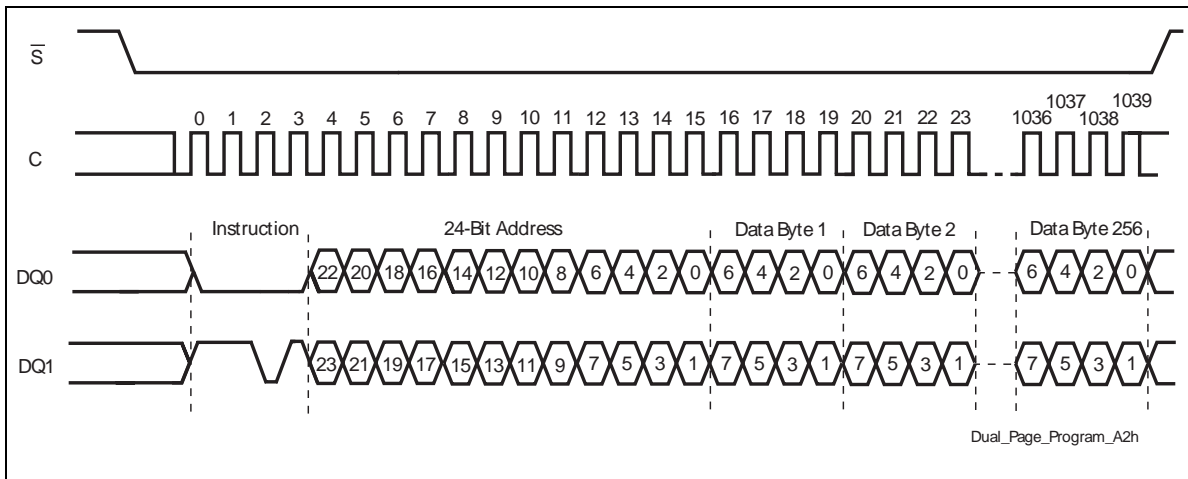 S
1037 1039
0 1 2 3 4 5 6 7 8 9 10 11 12 13 14 15 16 17 18 19 20 21 22 23 1036 1038
C
Instruction 24-Bit Address Data Byte 1 Data Byte 2 Data Byte 256
DQ0 22 20 18 16 14 12 10 8 6 4 2 0 6 4 2 0 6 4 2 0 6 4 2 0
DQ1 23 21 19 17 15 13 11 9 7 5 3 1 7 5 3 1 7 5 3 1 7 5 3 1
Dual_Page_Program_A2h